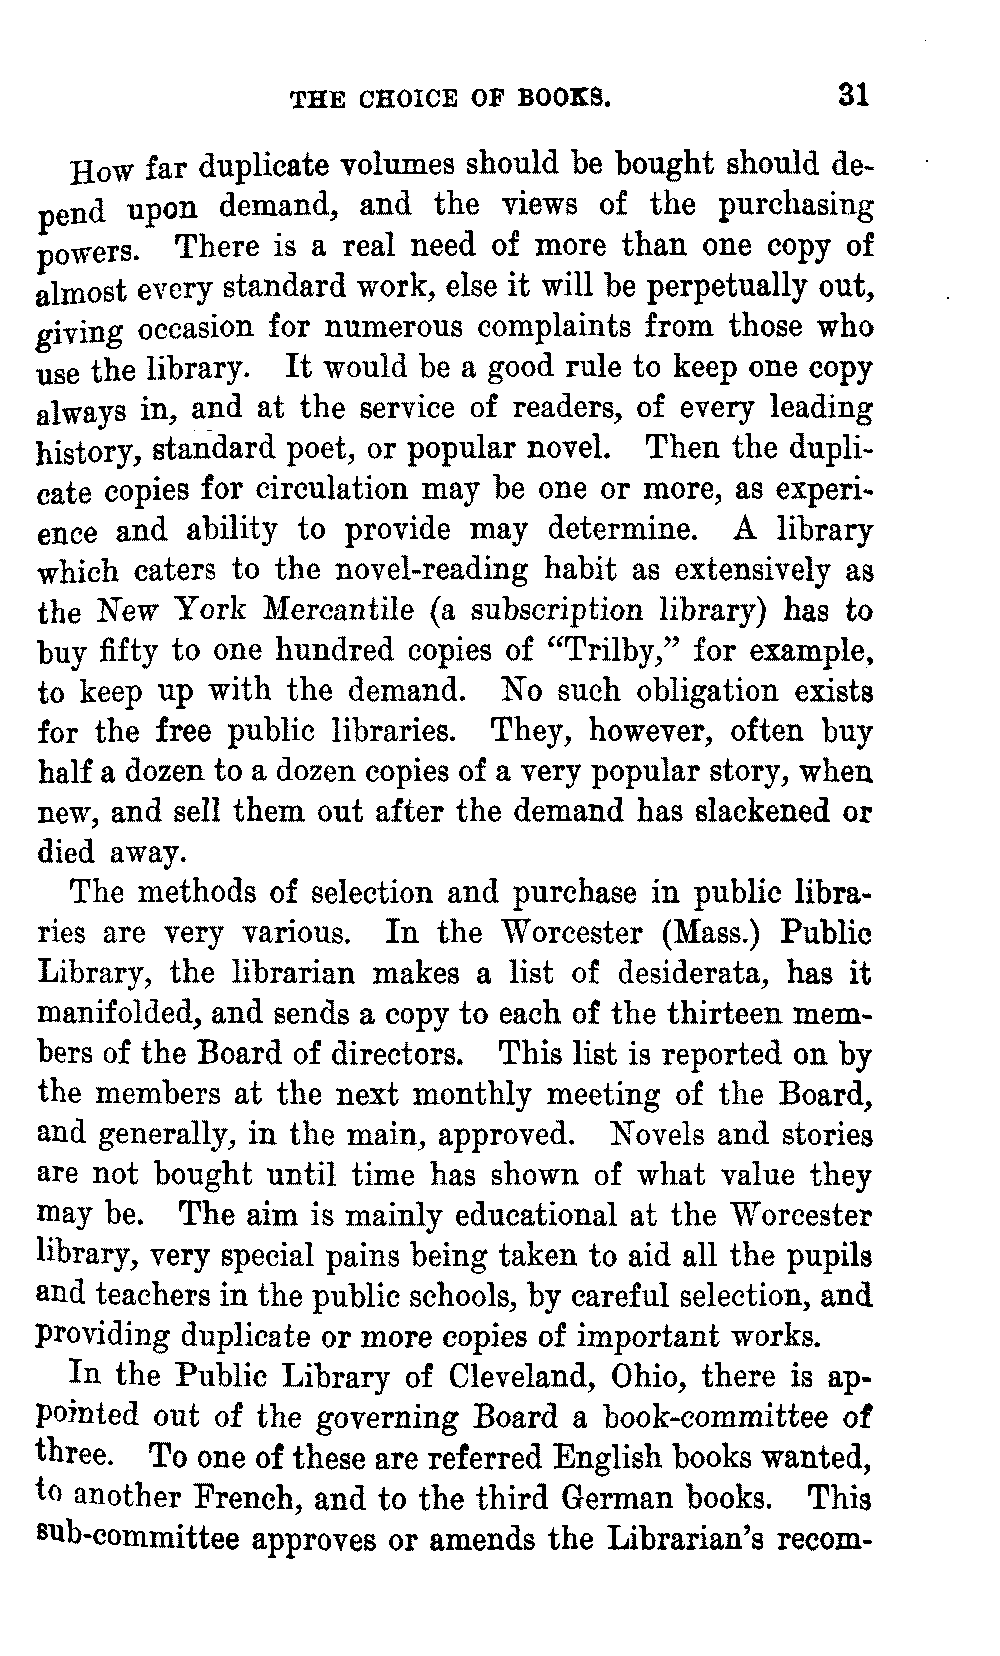 THE CHOICE OF BOOKS. 31
How far duplicate volumes should be bought should de-
pend upon demand, and the views of the purchasing
powers. There is a real need of more than one copy of
almost every standard work, else it will be perpetually out,
giving occasion for numerous complaints from those who
use the library. It would be a good rule to keep one copy
always in, and at the service of readers, of every leading
history, standard poet, or popular novel. Then the dupli-
cate copies for circulation may be one or more, as experi-
ence and ability to provide may determine. A library
which caters to the novel-reading habit as extensively as
the New York Mercantile (a subscription library) has to
buy fifty to one hundred copies of "Trilby," for example,
to keep up with the demand. No such obligation exists
for the free public libraries. They, however, often buy
half a dozen to a dozen copies of a very popular story, when
new, and sell them out after the demand has slackened or
died away.
The methods of selection and purchase in public libra-
ries are very various. In the Worcester (Mass.) Public
Library, the librarian makes a list of desiderata, has it
manifolded, and sends a copy to each of the thirteen mem-
bers of the Board of directors. This list is reported on by
the members at the next monthly meeting of the Board,
and generally, in the main, approved. Novels and stories
are not bought until time has shown of what value they
may be. The aim is mainly educational at the Worcester
library, very special pains being taken to aid all the pupils
and teachers in the public schools, by careful selection, and
providing duplicate or more copies of important works.
In the Public Library of Cleveland, Ohio, there is ap-
pointed out of the governing Board a book-committee of
three. To one of these are referred English books wanted,
to another French, and to the third German books. This
sub-committee approves or amends the Librarian's recom-